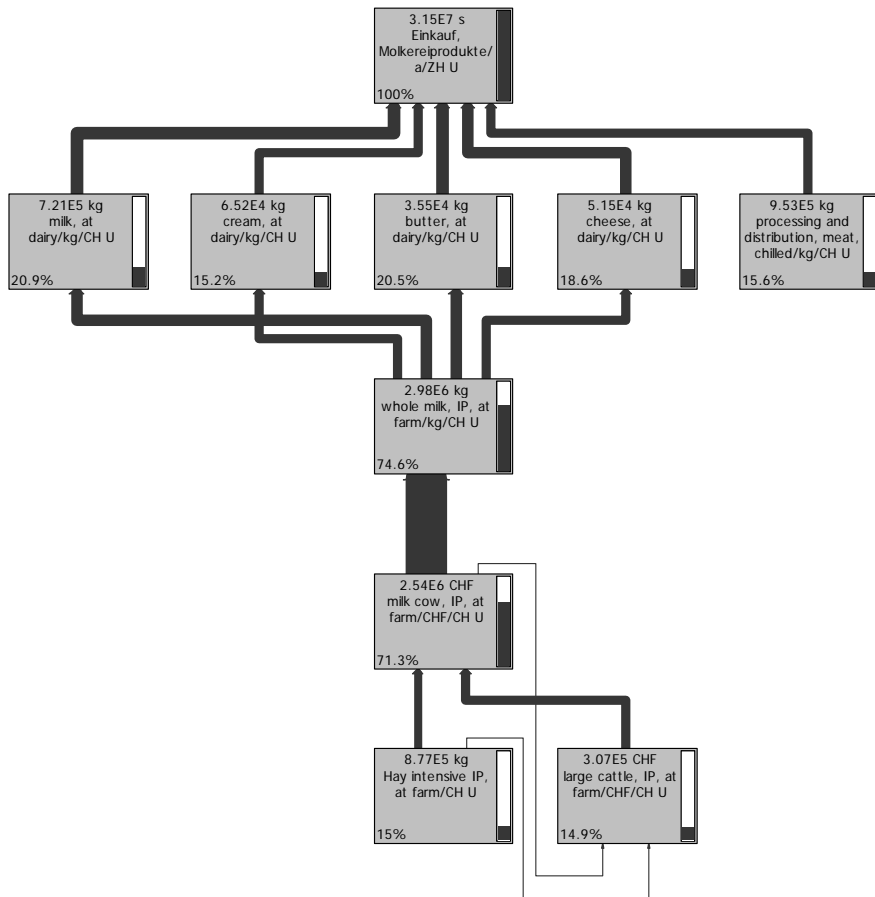 3.15E7 s
Einkauf,
Molkereiprodukte/
a/ZH U
100%
7.21E5 kg
milk, at
dairy/kg/CH U
20.9%
6.52E4 kg
cream, at
dairy/kg/CH U
15.2%
3.55E4 kg
butter, at
dairy/kg/CH U
20.5%
5.15E4 kg
cheese, at
dairy/kg/CH U
18.6%
9.53E5 kg
processing and
distribution, meat,
chilled/kg/CH U
15.6%
2.98E6 kg
whole milk, IP, at
farm/kg/CH U
74.6%
2.54E6 CHF
milk cow, IP, at
farm/CHF/CH U
71.3%
8.77E5 kg
Hay intensive IP,
at farm/CH U
15%
3.07E5 CHF
large cattle, IP, at
farm/CHF/CH U
14.9%